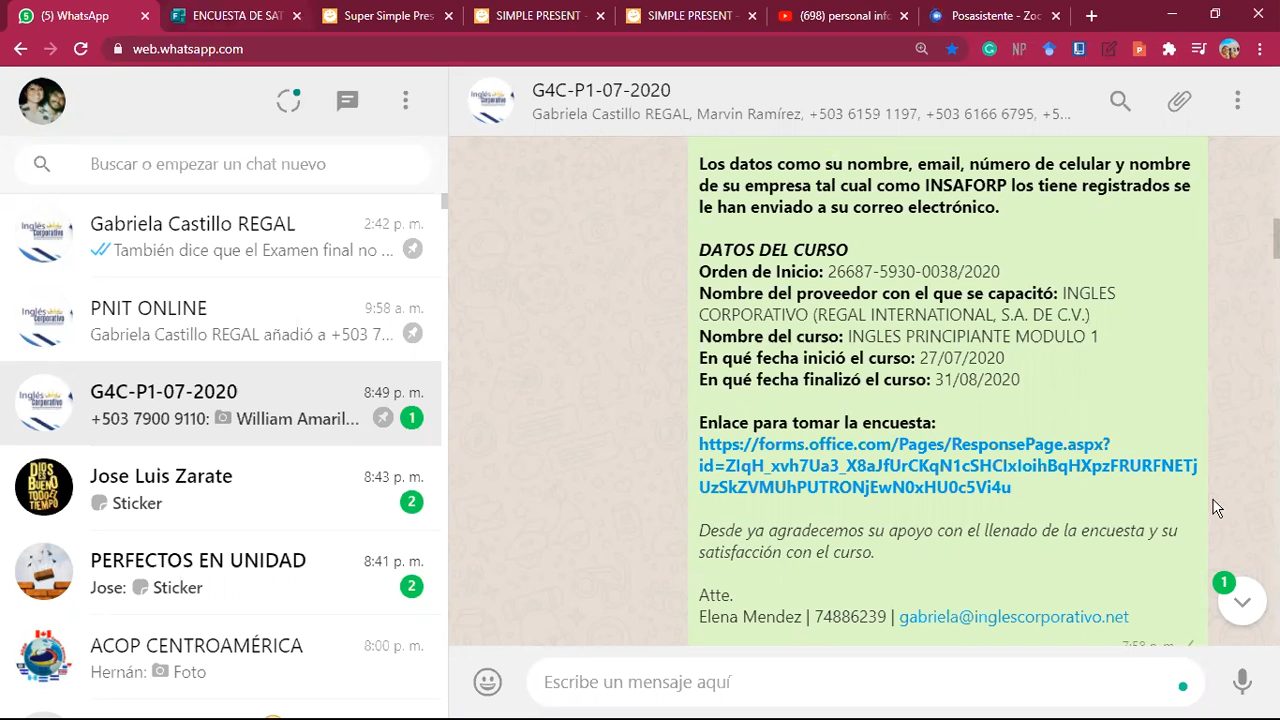 (5) WhatsApp
ENCUESTA DE SAT
Super Simple Pres
SIMPLE PRESENT -
SIMPLE PRESENT -
(698) personal info
Posasistente - Zoo
web.whatsapp.com
NP
G4C-P1-07-2020
Gabriela Castillo REGAL, Marvin Ramírez, +503 6159 1197, +503 6166 6795, +5...
Buscar o empezar un chat nuevo
Gabriela Castillo REGAL
2:42 p. m.
También dice que el Examen final no ...
PNIT ONLINE
9:58 a. m.
Gabriela Castillo REGAL añadió a +503 7...
G4C-P1-07-2020
8:49 p. m.
+503 7900 9110: William Amaril...
1
Jose Luis Zarate
8:43 p. m.
Sticker
2
PERFECTOS EN UNIDAD
8:41 p. m.
Jose: Sticker
2
ACOP CENTROAMÉRICA
8:00 p. m.
Hernán: Foto
Los datos como su nombre, email, número de celular y nombre
de su empresa tal cual como INSAFORP los tiene registrados se
le han enviado a su correo electrónico.
DATOS DEL CURSO
Orden de Inicio: 26687-5930-0038/2020
Nombre del proveedor con el que se capacitó: INGLES
CORPORATIVO (REGAL INTERNATIONAL, S.A. DE C.V.)
Nombre del curso: INGLES PRINCIPIANTE MODULO 1
En qué fecha inició el curso: 27/07/2020
En qué fecha finalizó el curso: 31/08/2020
Enlace para tomar la encuesta:
https://forms.office.com/Pages/ResponsePage.aspx?
id=ZIqH_xvh7Ua3_X8aJfUrCKqN1cSHCIxIoihBqHXpzFRURFNETj
UzSkZVMUhPUTRONjEwN0xHU0c5Vi4u
Desde ya agradecemos su apoyo con el llenado de la encuesta y su
satisfacción con el curso.
Atte.
Elena Mendez | 74886239 | gabriela@inglescorporativo.net
7:58 p. m.
1
Escribe un mensaje aquí